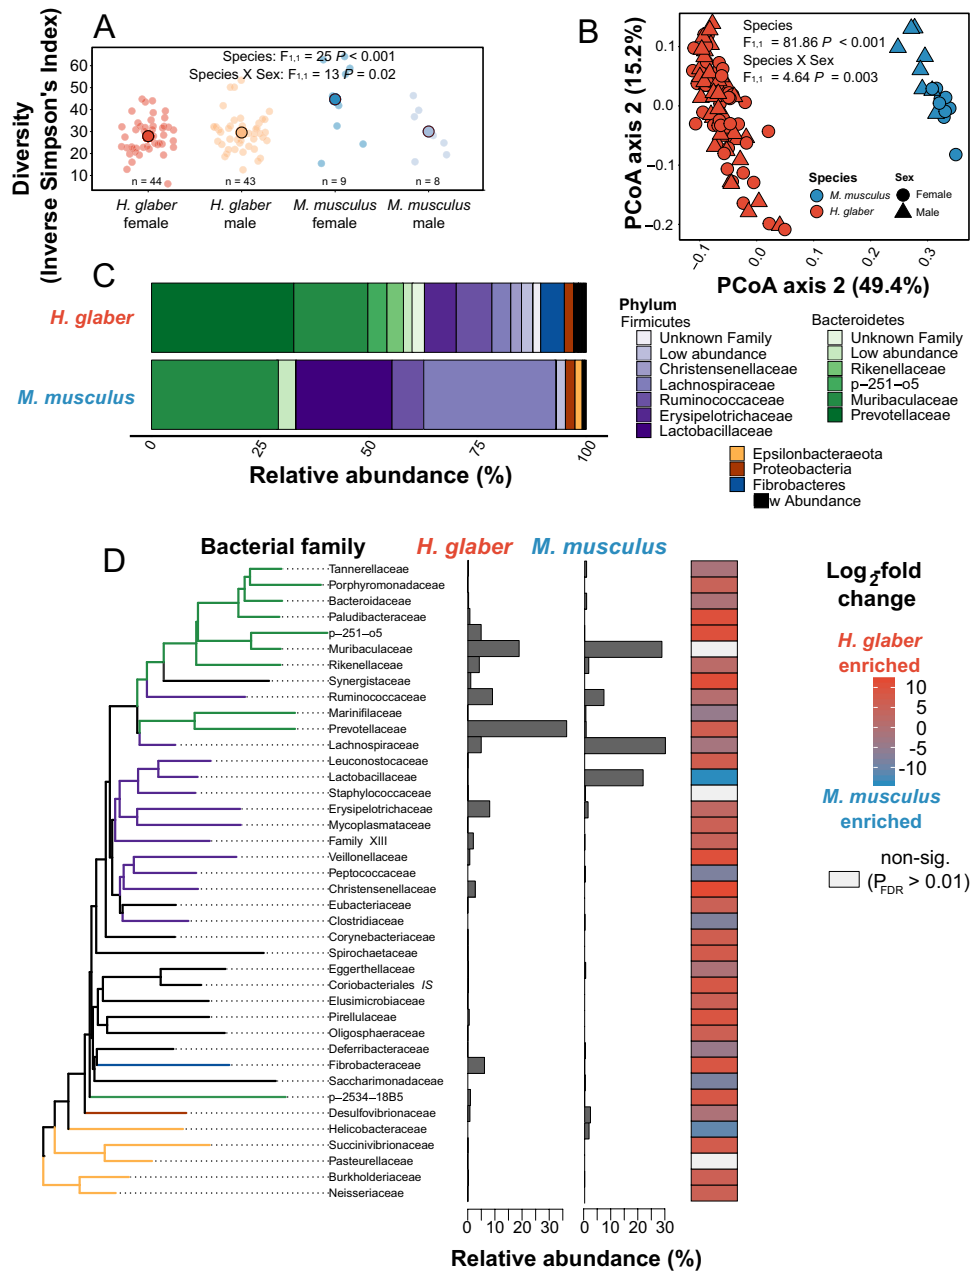 A
Diversity
(Inverse Simpson's Index)
60
50
40
30
20
10
Species: F1,1 = 25 P < 0.001
Species X Sex: F1,1 = 13 P = 0.02
n = 44
n = 43
n = 9
n = 8
H. glaber
female
H. glaber
male
M. musculus
female
M. musculus
male
B
PCoA axis 2 (15.2%)
0.1
0.0
−0.1
−0.2
Species
F1,1 = 81.86 P < 0.001
Species X Sex
F1,1 = 4.64 P = 0.003
Species
M. musculus
H. glaber
Sex
Female
Male
−0.1
0.0
0.1
0.2
0.3
PCoA axis 2 (49.4%)
C
H. glaber
M. musculus
0
25
50
75
100
Relative abundance (%)
Phylum
Firmicutes
Unknown Family
Low abundance
Christensenellaceae
Lachnospiraceae
Ruminococcaceae
Erysipelotrichaceae
Lactobacillaceae
Bacteroidetes
Unknown Family
Low abundance
Rikenellaceae
p−251−o5
Muribaculaceae
Prevotellaceae
Epsilonbacteraeota
Proteobacteria
Fibrobacteres
w Abundance
D
Bacterial family
H. glaber
M. musculus
Tannerellaceae
Porphyromonadaceae
Bacteroidaceae
Paludibacteraceae
p−251−o5
Muribaculaceae
Rikenellaceae
Synergistaceae
Ruminococcaceae
Marinifilaceae
Prevotellaceae
Lachnospiraceae
Leuconostocaceae
Lactobacillaceae
Staphylococcaceae
Erysipelotrichaceae
Mycoplasmataceae
Family XIII
Veillonellaceae
Peptococcaceae
Christensenellaceae
Eubacteriaceae
Clostridiaceae
Corynebacteriaceae
Spirochaetaceae
Eggerthellaceae
Coriobacteriales IS
Elusimicrobiaceae
Pirellulaceae
Oligosphaeraceae
Deferribacteraceae
Fibrobacteraceae
Saccharimonadaceae
p−2534−18B5
Desulfovibrionaceae
Helicobacteraceae
Succinivibrionaceae
Pasteurellaceae
Burkholderiaceae
Neisseriaceae
0 10 20 30
0 10 20 30
Relative abundance (%)
Log2-fold
change
H. glaber
enriched
10
5
0
-5
-10
M. musculus
enriched
non-sig.
(PFDR > 0.01)